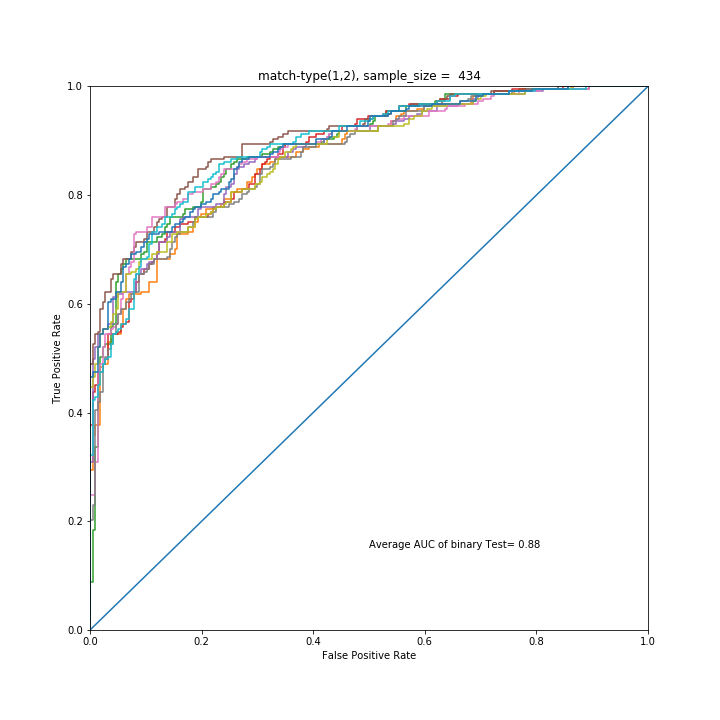 match-type(1,2), sample_size =  434
1.0
0.8
0.6
0.4
0.2
0.0
True Positive Rate
Average AUC of binary Test= 0.88
0.0 0.2 0.4 0.6 0.8 1.0
False Positive Rate